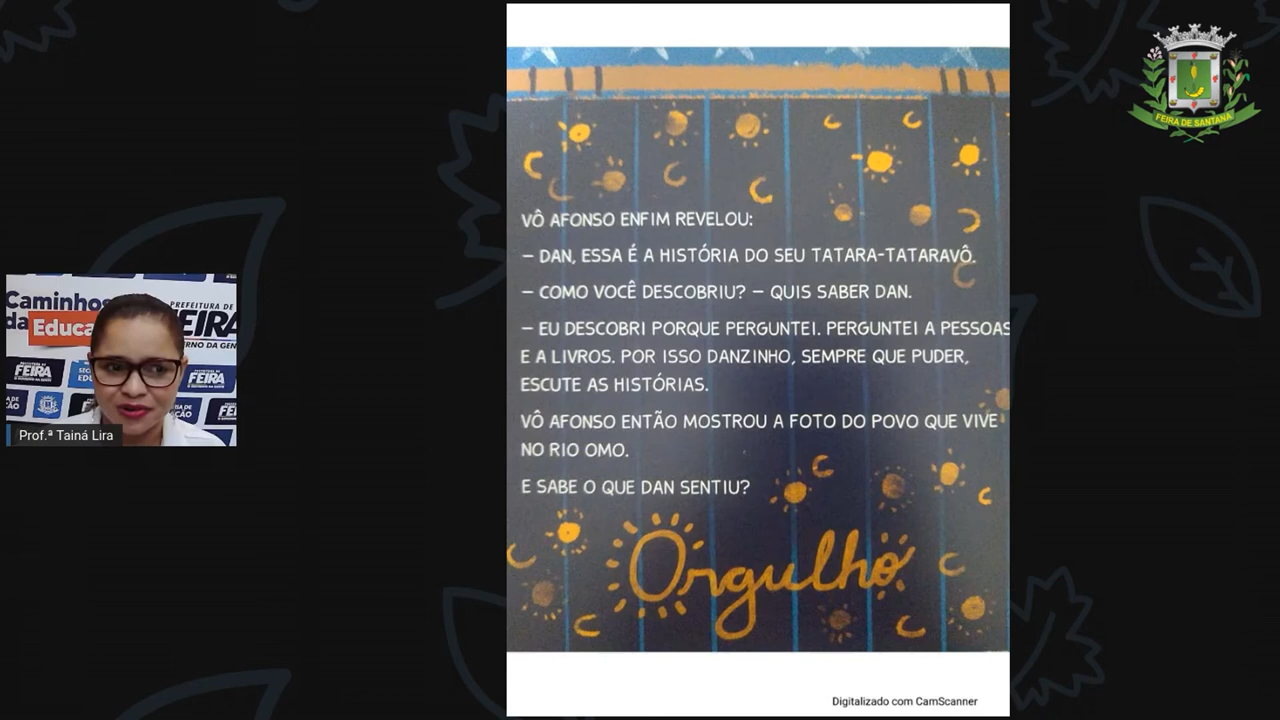 VÔ AFONSO ENFIM REVELOU:
– DAN, ESSA É A HISTÓRIA DO SEU TATARA-TATARAVÔ.
– COMO VOCÊ DESCOBRIU? – QUIS SABER DAN.
– EU DESCOBRI PORQUE PERGUNTEI. PERGUNTEI A PESSOAS
E A LIVROS. POR ISSO DANZINHO, SEMPRE QUE PUDER,
ESCUTE AS HISTÓRIAS.
VÔ AFONSO ENTÃO MOSTROU A FOTO DO POVO QUE VIVE
NO RIO OMO.
E SABE O QUE DAN SENTIU?
Orgulho
Digitalizado com CamScanner
FEIRA DE SANTANA
Caminhos
da Educa
PREFEITURA DE
FEIRA
FEIRA
Prof.ª Tainá Lira